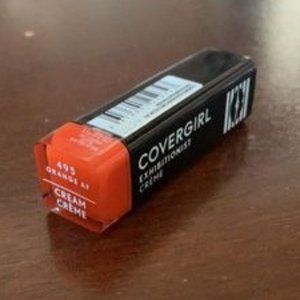 495
ORANGE AF
CREAM
CRÈME
COVERGIRL
EXHIBITIONIST
CRÈME